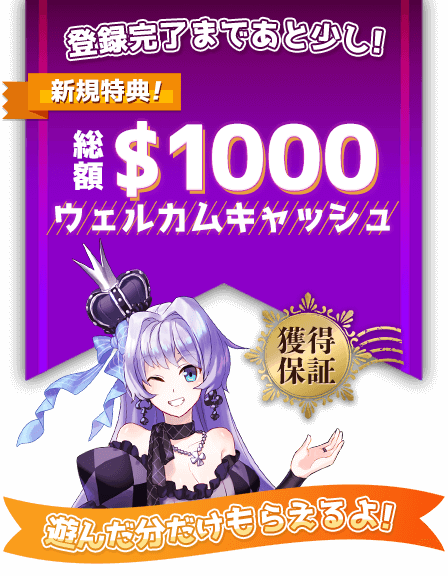 登録完了まであと少し!
新規特典!
総額 $1000
ウェルカムキャッシュ
獲得
保証
遊んだ分だけもらえるよ!